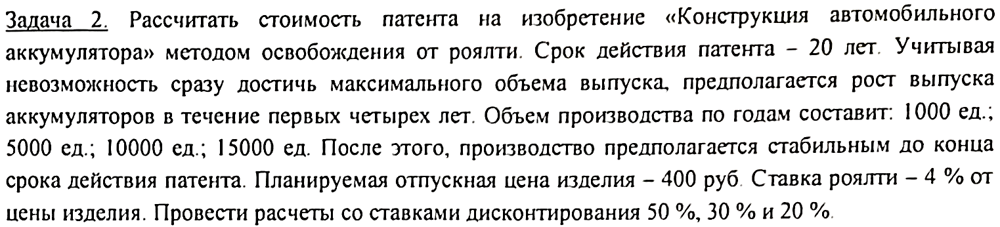 Задача 2. Рассчитать стоимость патента на изобретение «Конструкция автомобильного
аккумулятора» методом освобождения от роялти. Срок действия патента – 20 лет. Учитывая
невозможность сразу достичь максимального объема выпуска, предполагается рост выпуска
аккумуляторов в течение первых четырех лет. Объем производства по годам составит: 1000 ед.;
5000 ед.; 10000 ед.; 15000 ед. После этого, производство предполагается стабильным до конца
срока действия патента. Планируемая отпускная цена изделия – 400 руб. Ставка роялти – 4 % от
цены изделия. Провести расчеты со ставками дисконтирования 50 %, 30 % и 20 %.